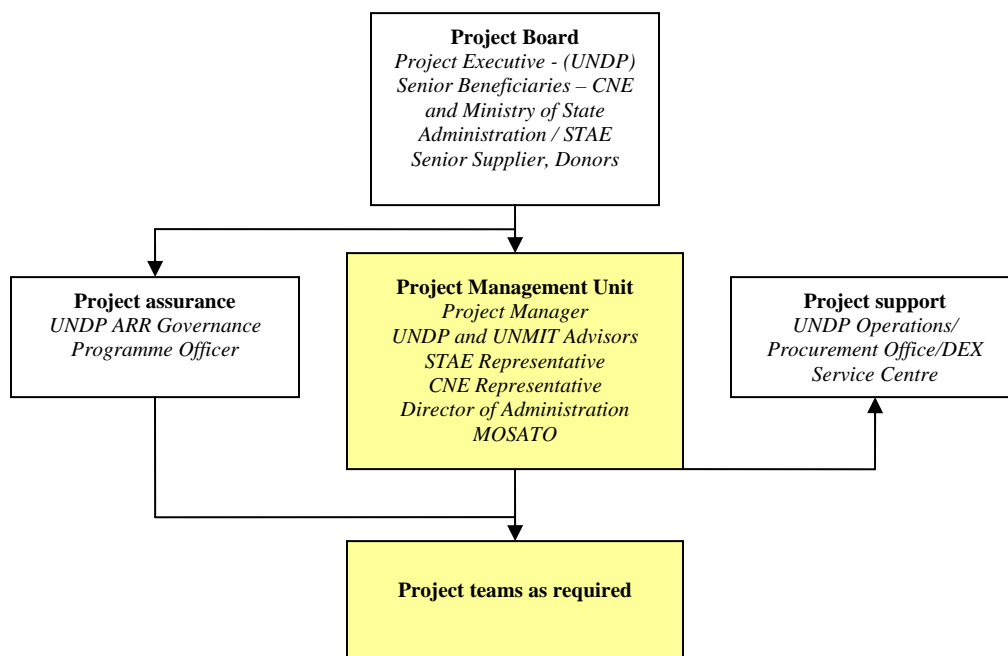 Project Board
Project Executive - (UNDP)
Senior Beneficiaries – CNE
and Ministry of State
Administration / STAE
Senior Supplier, Donors
Project assurance
UNDP ARR Governance
Programme Officer
Project Management Unit
Project Manager
UNDP and UNMIT Advisors
STAE Representative
CNE Representative
Director of Administration
MOSATO
Project support
UNDP Operations/
Procurement Office/DEX
Service Centre
Project teams as required